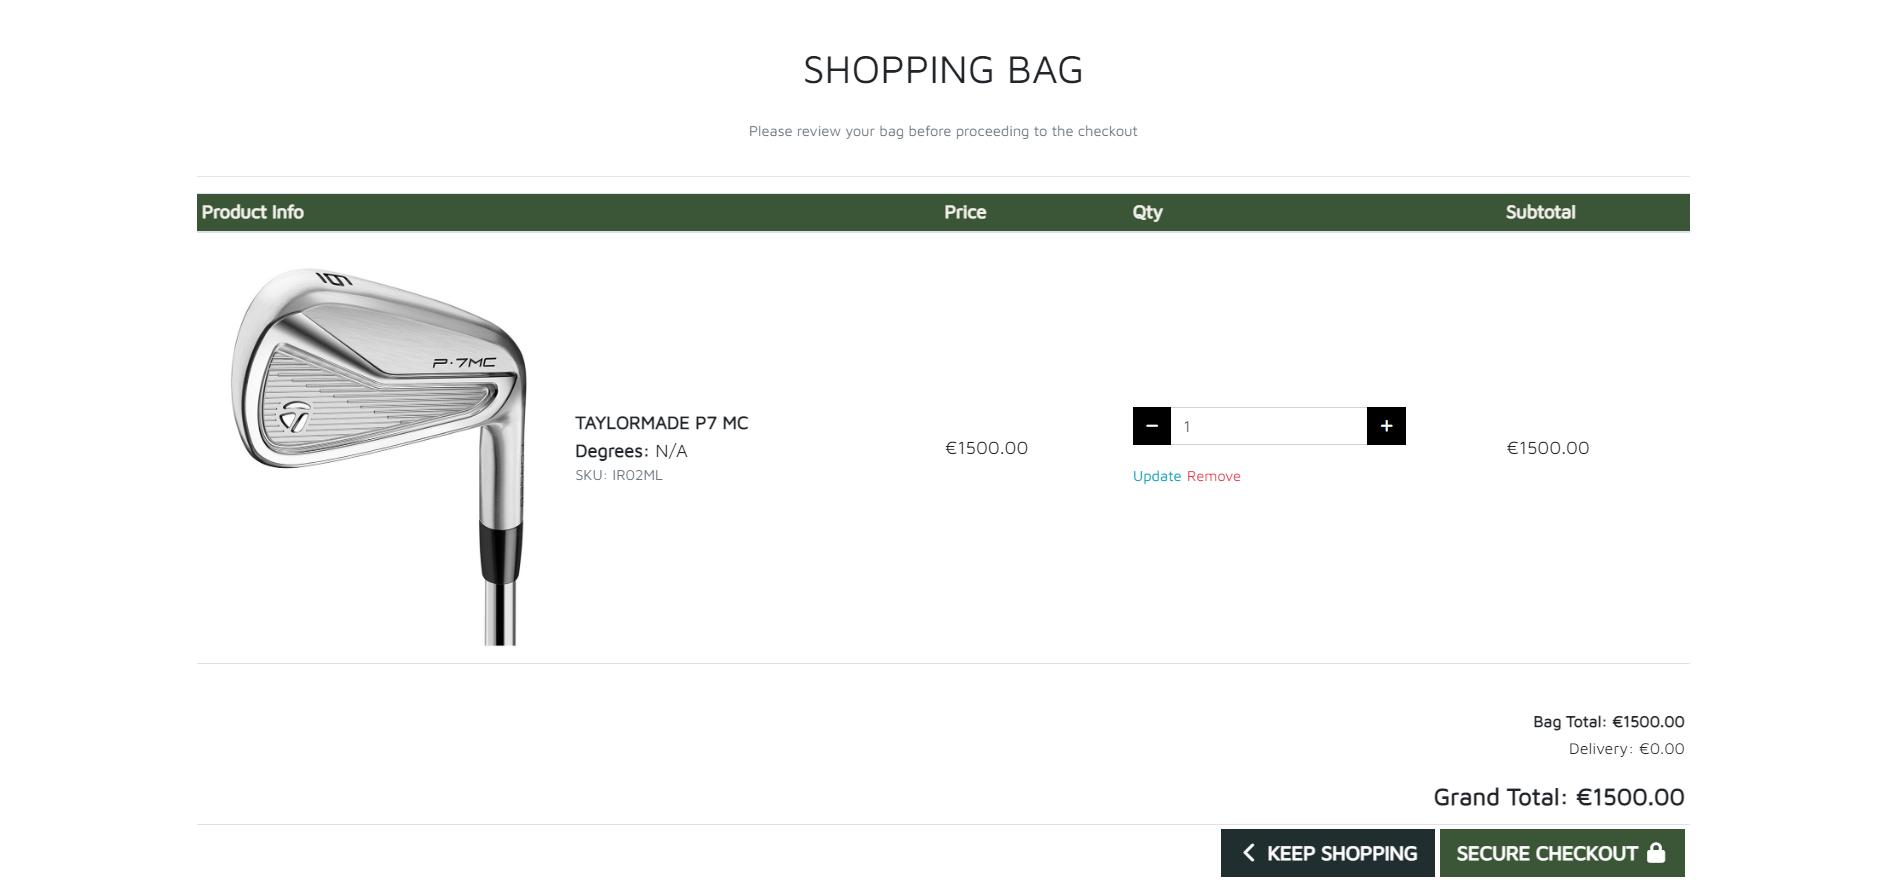 SHOPPING BAG
Please review your bag before proceeding to the checkout
Product Info Price Qty Subtotal
6
P·7MC
TAYLORMADE P7 MC
Degrees: N/A
SKU: IR02ML
€1500.00
− 1 +
Update Remove
€1500.00
Bag Total: €1500.00
Delivery: €0.00
Grand Total: €1500.00
KEEP SHOPPING SECURE CHECKOUT